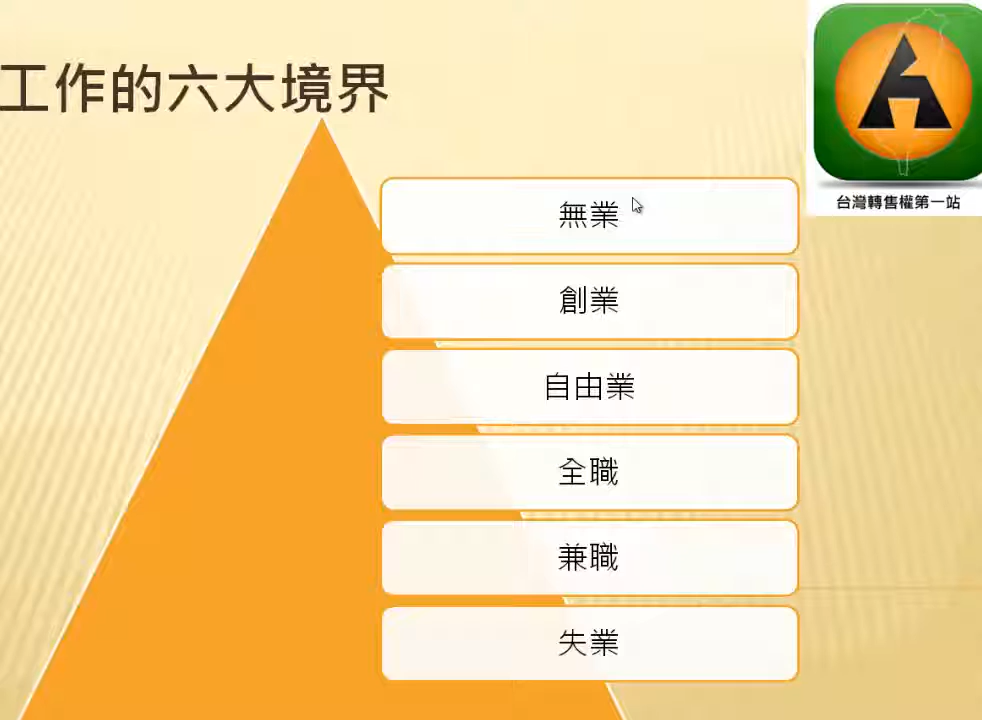 工作的六大境界
台灣轉售權第一站
無業
創業
自由業
全職
兼職
失業